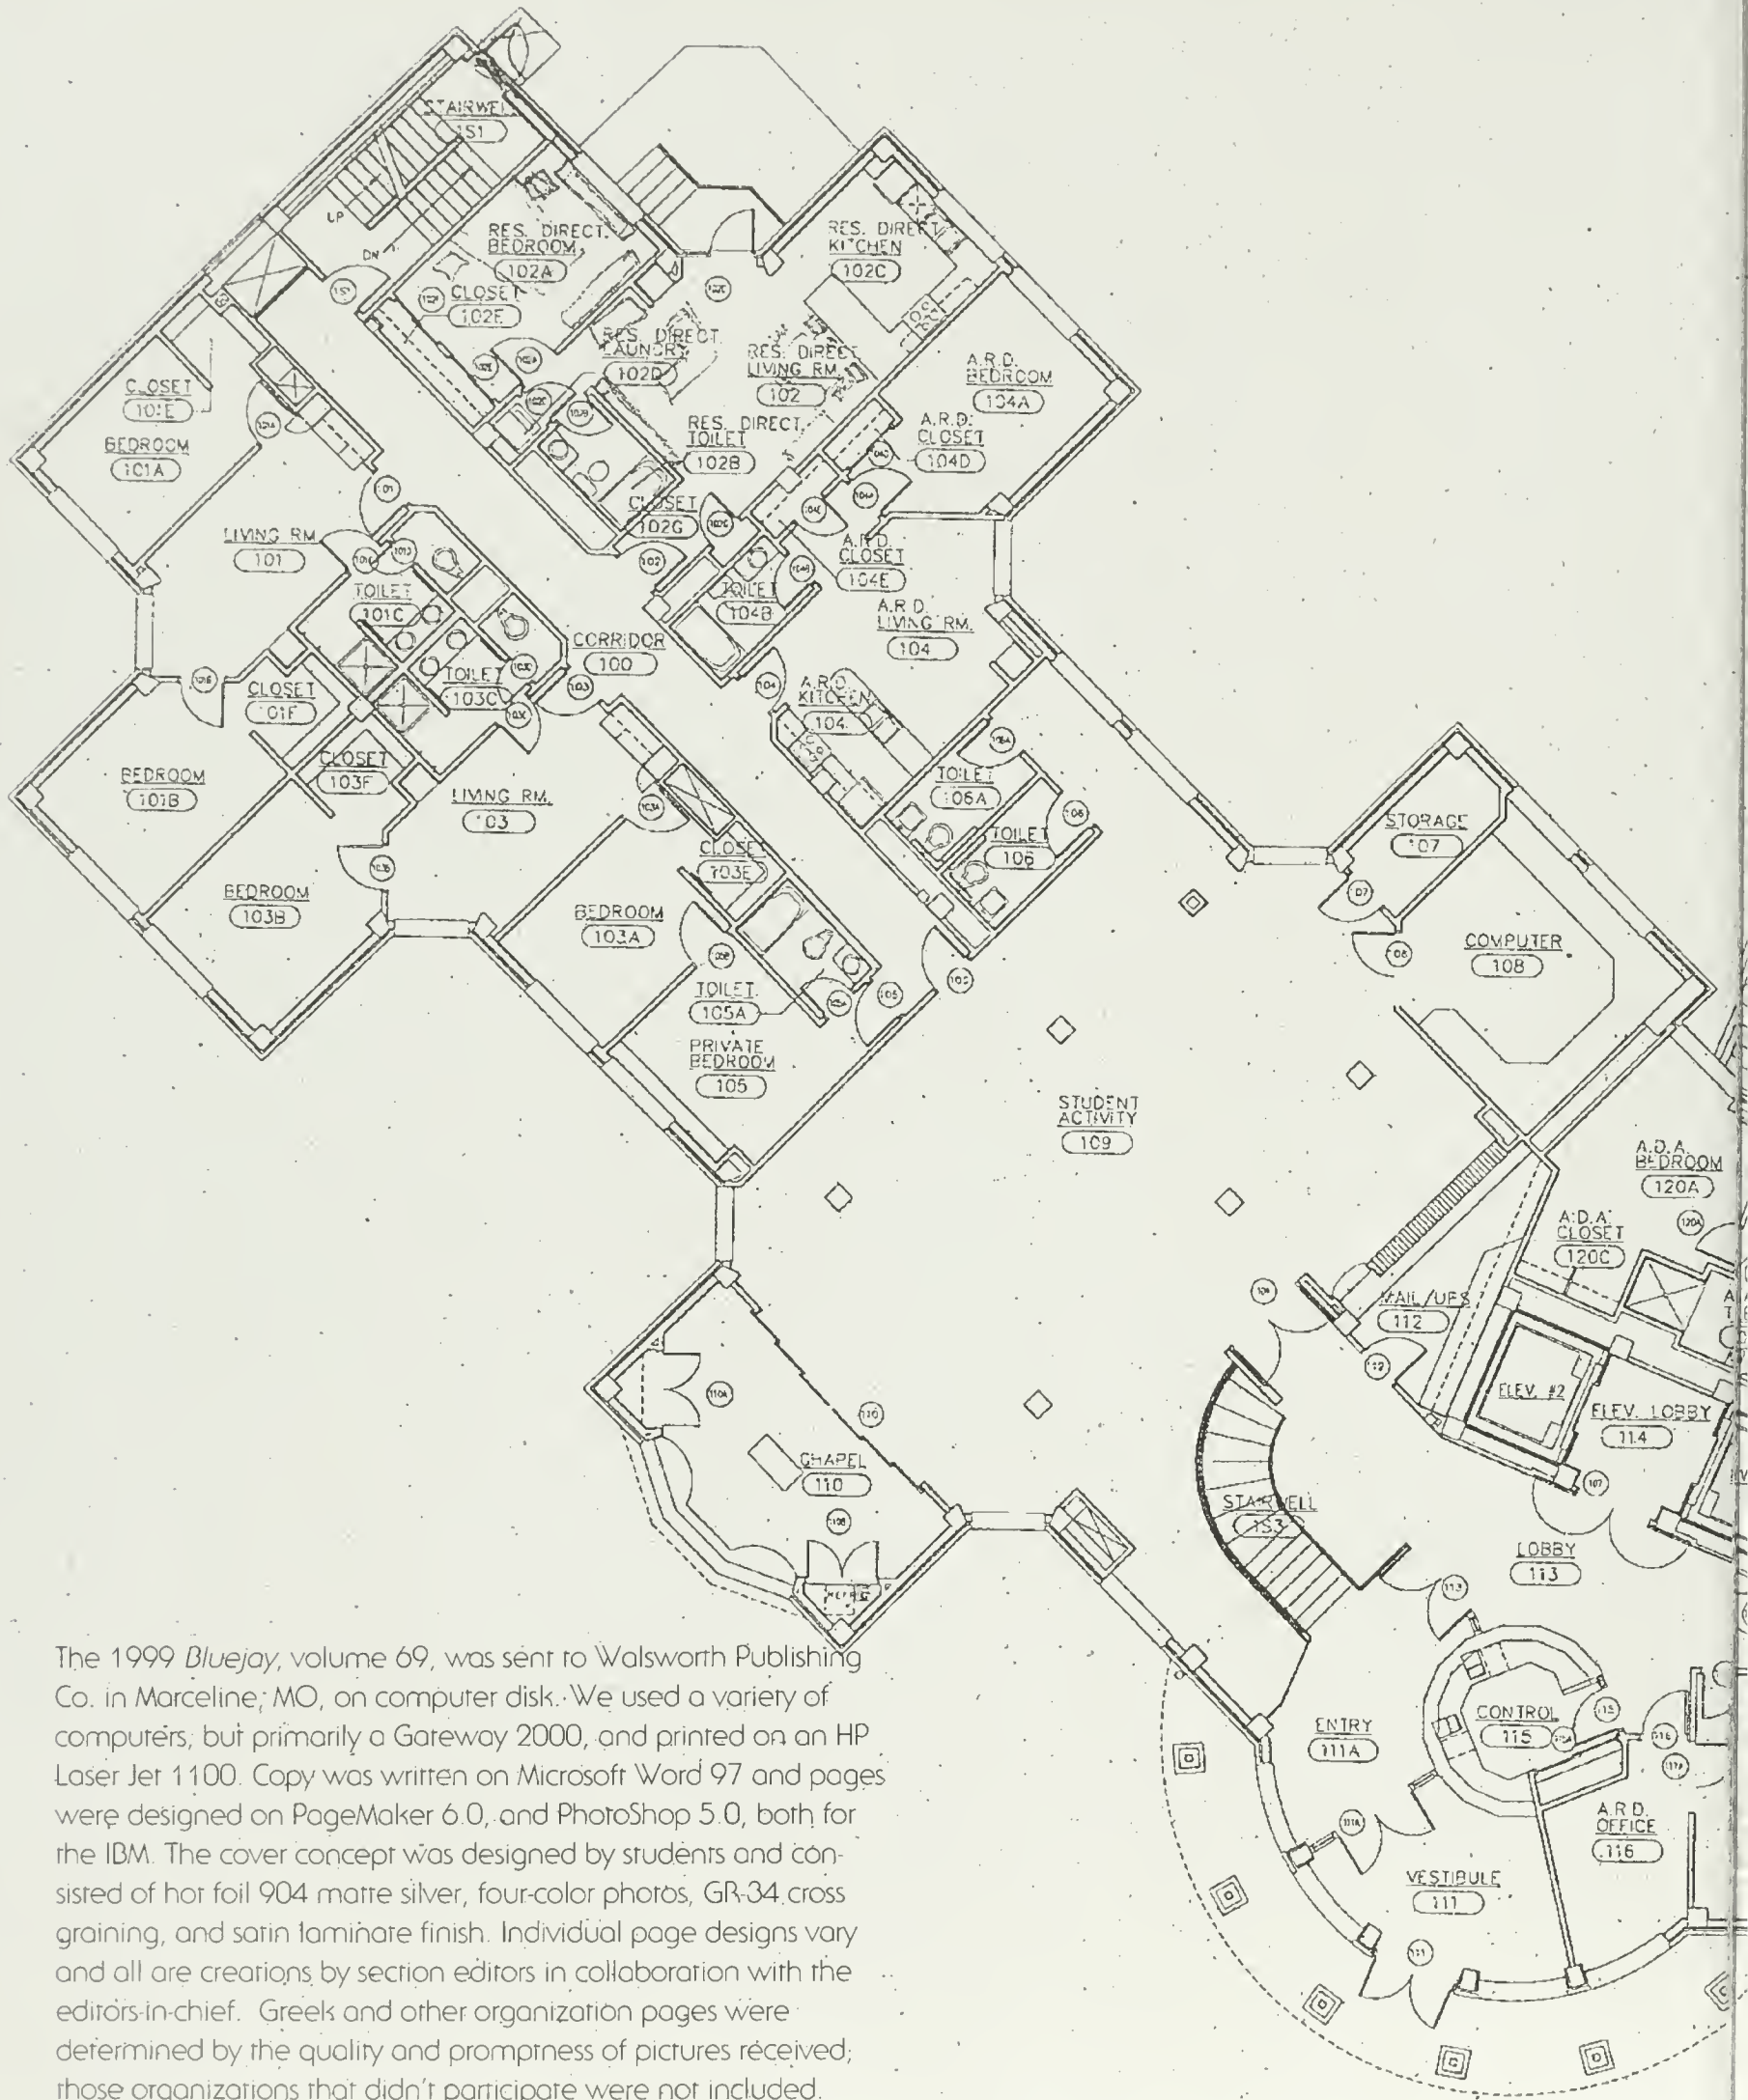 STAIRWELL
1S1
UP
DN
RES. DIRECT.
BEDROOM
102A
CLOSET
102E
RES. DIRECT.
KITCHEN
102C
RES. DIRECT.
LAUNDRY
102D
RES. DIRECT.
LIVING RM.
102
A.R.D.
BEDROOM
104A
CLOSET
101E
BEDROOM
101A
RES. DIRECT.
TOILET
102B
A.R.D.
CLOSET
104D
CLOSET
102G
LIVING RM.
101
A.R.D.
CLOSET
104E
TOILET
101C
TOILET
104B
A.R.D.
LIVING RM.
104
CORRIDOR
100
TOILET
103C
CLOSET
101F
A.R.D.
KITCHEN
104
CLOSET
103F
BEDROOM
101B
LIVING RM.
103
TOILET
106A
TOILET
106
STORAGE
107
CLOSET
103E
BEDROOM
103B
BEDROOM
103A
COMPUTER
108
TOILET
105A
PRIVATE
BEDROOM
105
STUDENT
ACTIVITY
109
A.D.A.
BEDROOM
120A
A.D.A.
CLOSET
120C
MAIL/UPS
112
ELEV. #2
ELEV. LOBBY
114
CHAPEL
110
STAIRWELL
1S3
LOBBY
113
CONTROL
115
ENTRY
111A
A.R.D.
OFFICE
116
VESTIBULE
111
The 1999 Bluejay, volume 69, was sent to Walsworth Publishing
Co. in Marceline, MO, on computer disk. We used a variety of
computers, but primarily a Gateway 2000, and printed on an HP
Laser Jet 1100. Copy was written on Microsoft Word 97 and pages
were designed on PageMaker 6.0, and PhotoShop 5.0, both for
the IBM. The cover concept was designed by students and con-
sisted of hot foil 904 matte silver, four-color photos, GR-34 cross
graining, and satin laminate finish. Individual page designs vary
and all are creations by section editors in collaboration with the
editors-in-chief. Greek and other organization pages were
determined by the quality and promptness of pictures received;
those organizations that didn't participate were not included.